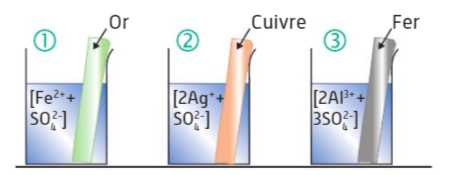 ① Or
② Cuivre
③ Fer
[Fe²⁺+
SO₄²⁻]
[2Ag⁺+
SO₄²⁻]
[2Al³⁺+
3SO₄²⁻]